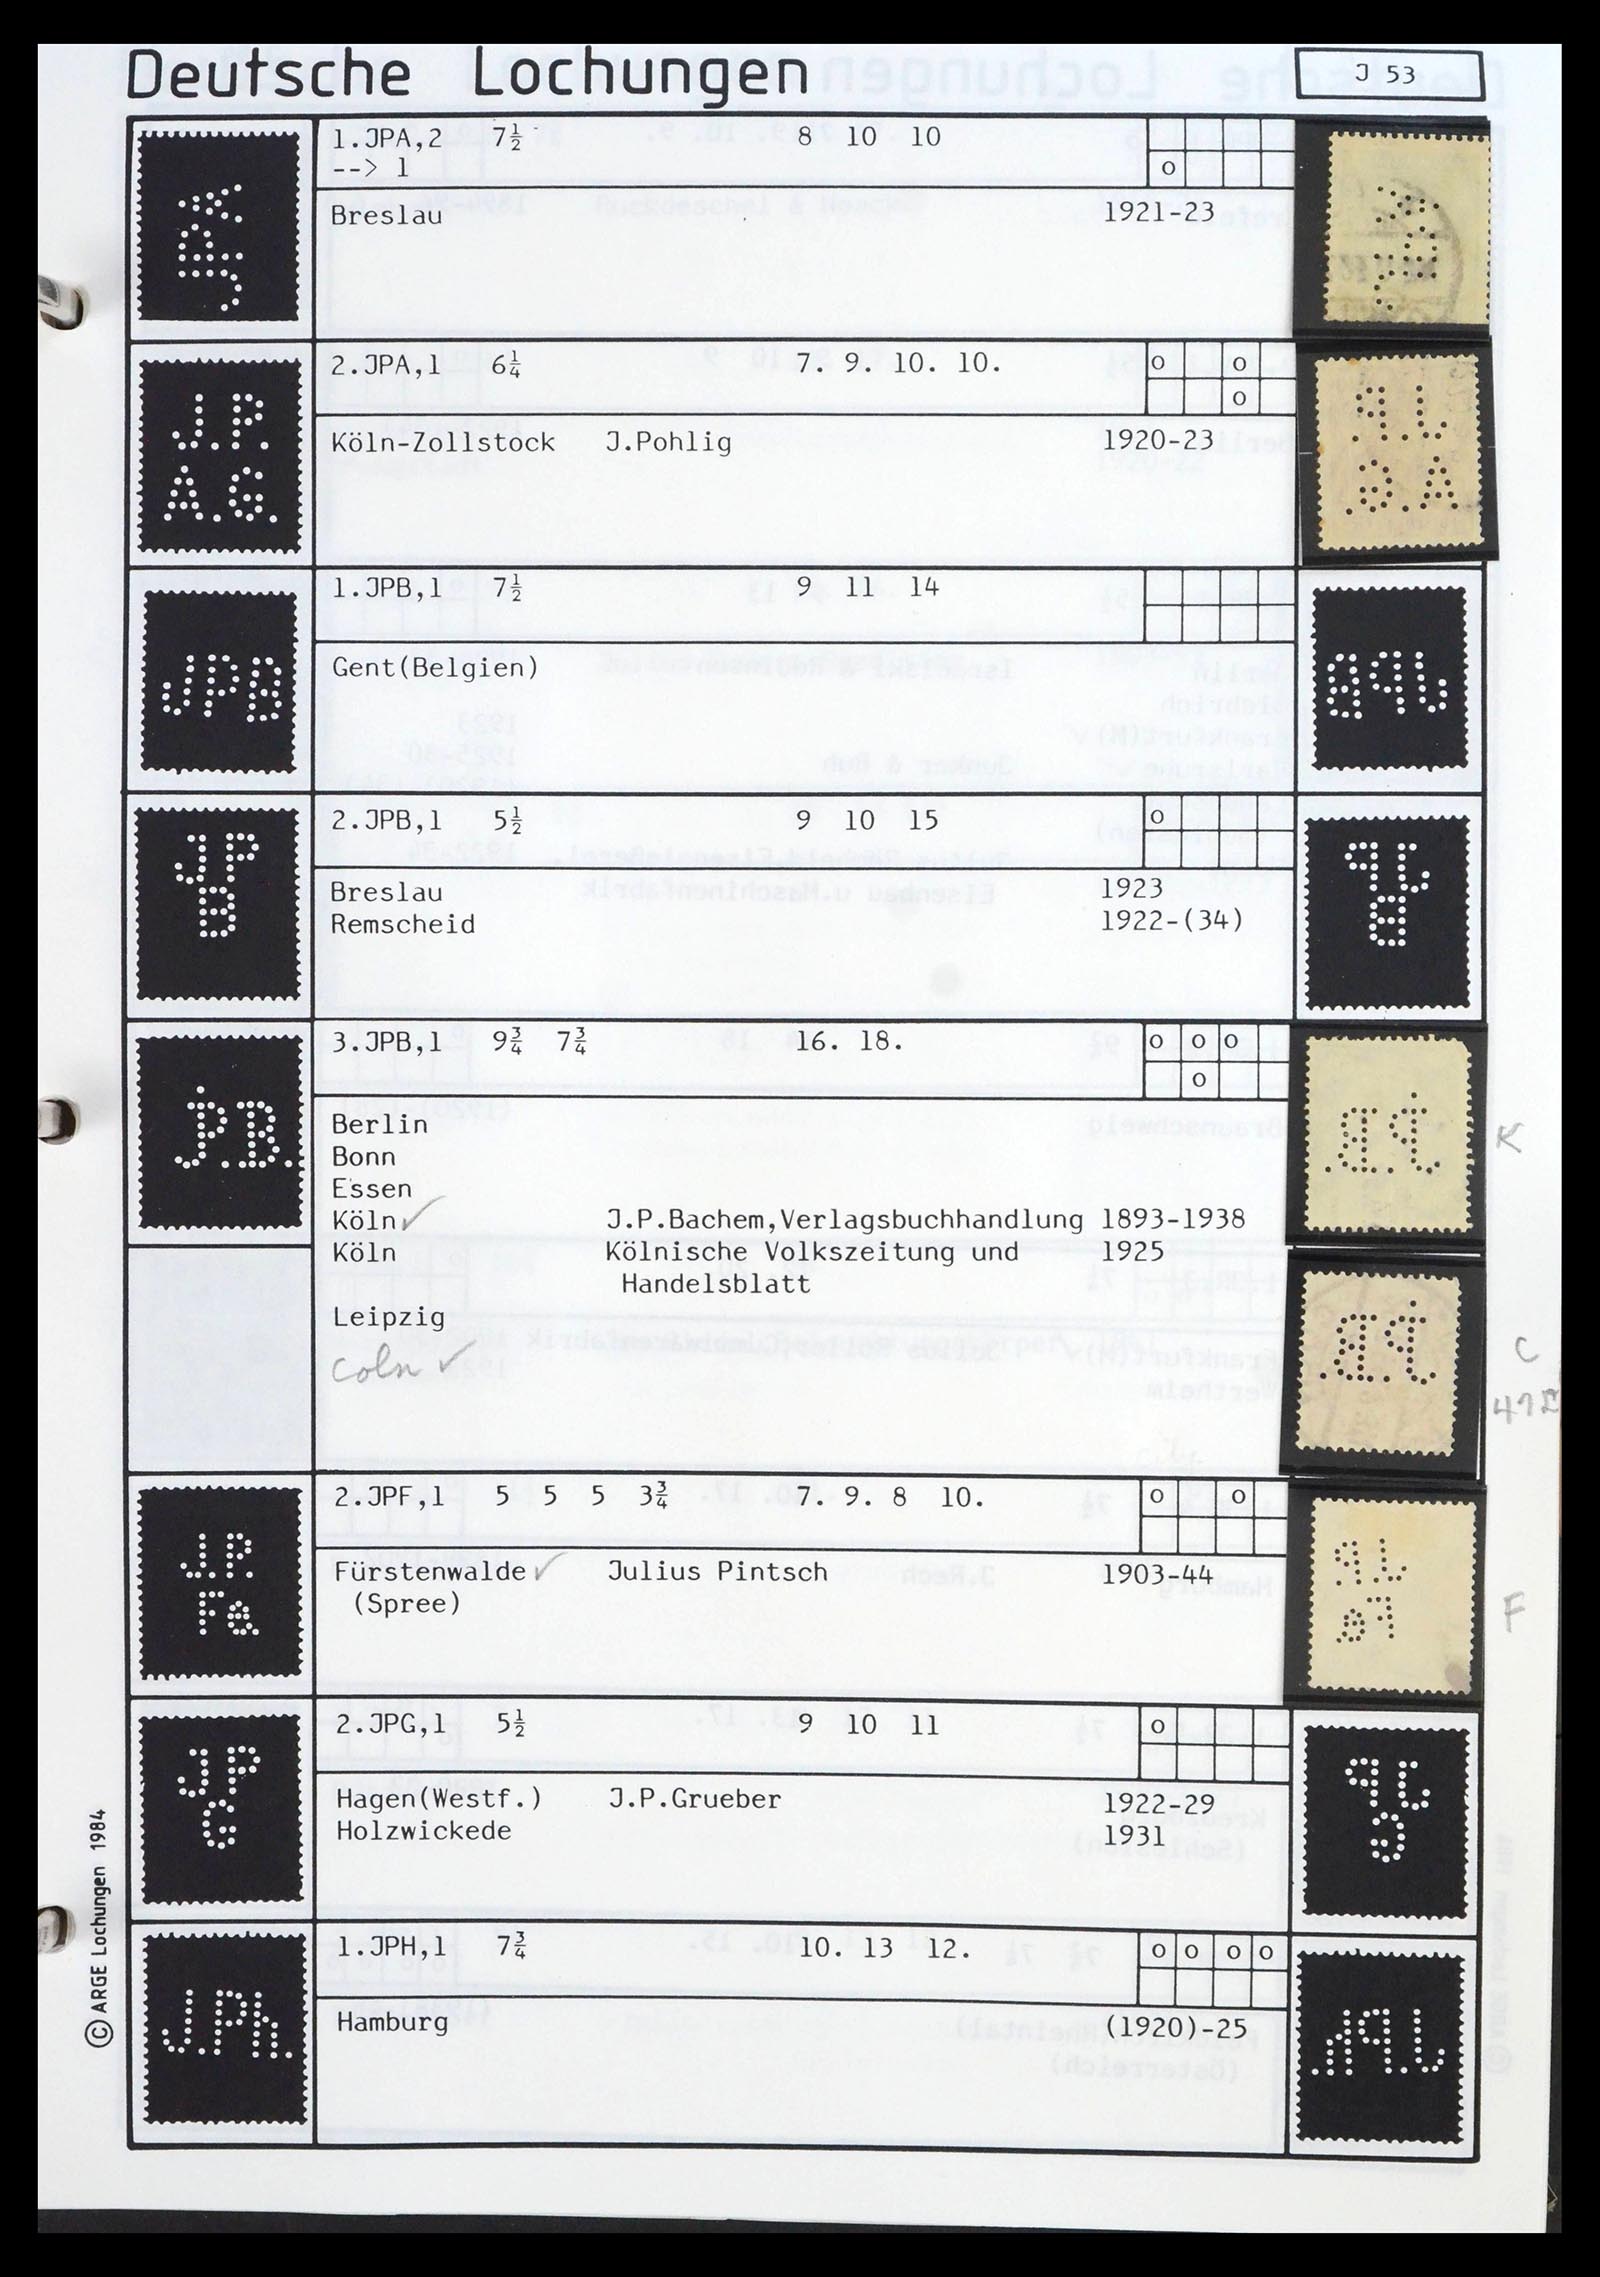 Deutsche Lochungen
J 53
1.JPA,2 7½ 8 10 10
--> 1
o
Breslau 1921-23
J.P.
A.G.
2.JPA,1 6¼ 7. 9. 10. 10.
o o
o
Köln-Zollstock J.Pohlig 1920-23
JPB
1.JPB,1 7½ 9 11 14
Gent(Belgien)
JP
B
2.JPB,1 5½ 9 10 15
o
Breslau 1923
Remscheid 1922-(34)
J.P.B.
3.JPB,1 9¾ 7¾ 16. 18.
o o o
o
Berlin
K
Bonn
Essen
Köln✓ J.P.Bachem,Verlagsbuchhandlung 1893-1938
Köln Kölnische Volkszeitung und 1925
Handelsblatt
Leipzig
Coln ✓
C
J.P.
Fa
2.JPF,1 5 5 5 3¾ 7. 9. 8 10.
o o
Fürstenwalde✓ Julius Pintsch 1903-44
(Spree)
F
JP
G
2.JPG,1 5½ 9 10 11
o
Hagen(Westf.) J.P.Grueber 1922-29
Holzwickede 1931
J.Ph.
1.JPH,1 7¾ 10. 13 12.
o o o o
Hamburg (1920)-25
© ARGE Lochungen 1984